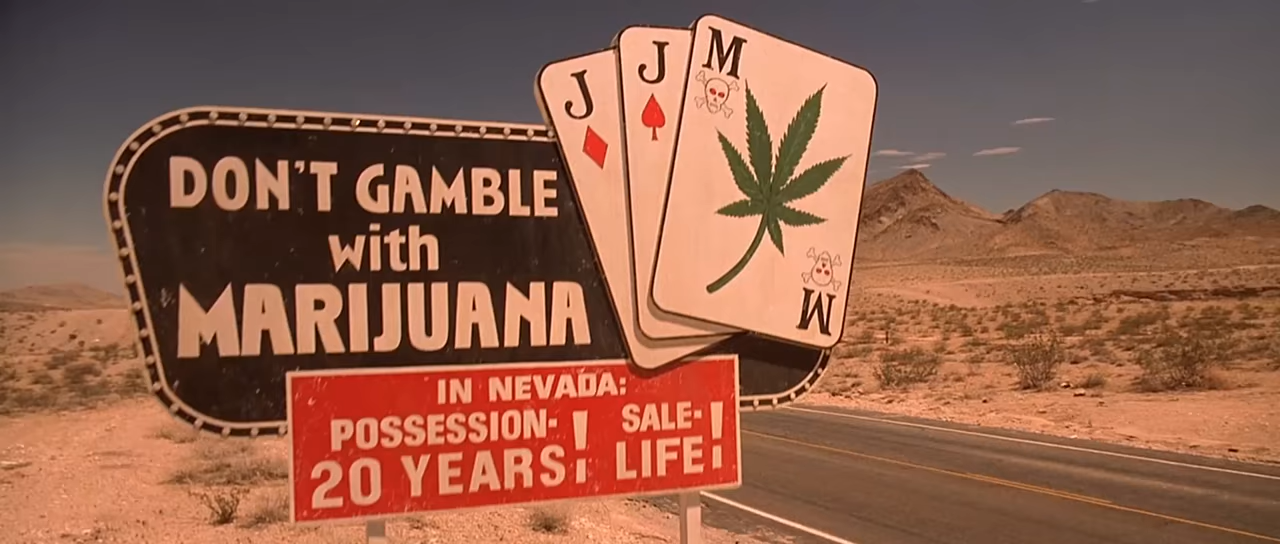 DON'T GAMBLE
with
MARIJUANA
J
J
M
M
IN NEVADA:
POSSESSION-
20 YEARS!
SALE-
LIFE!